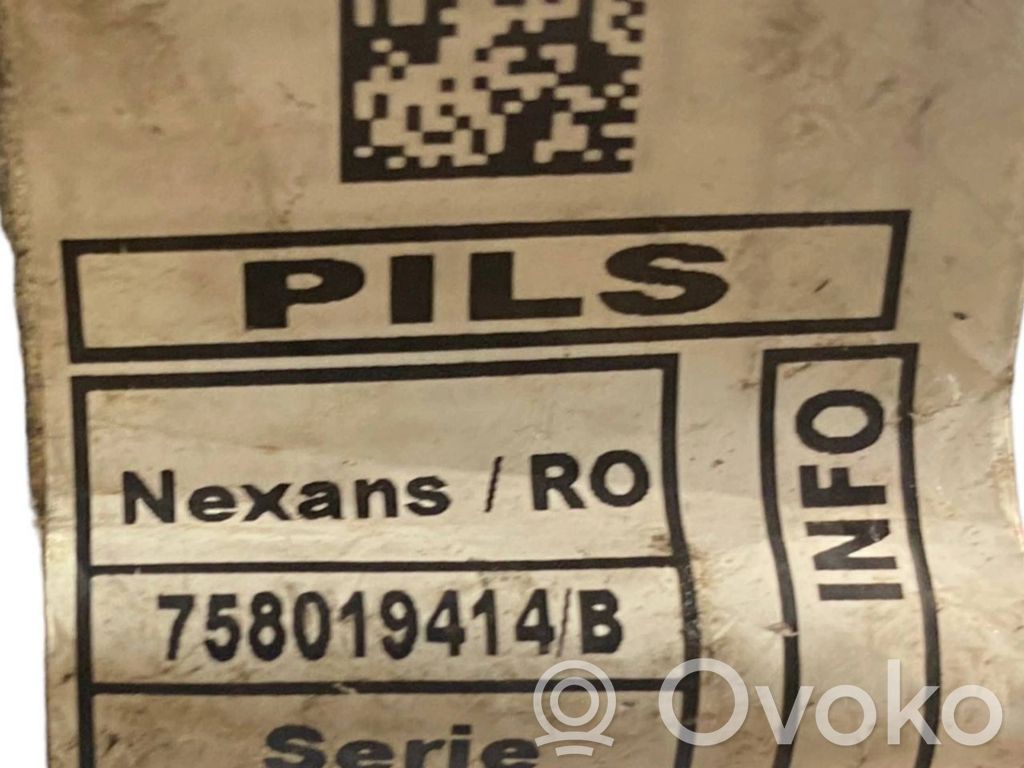 PILS
Nexans / RO
758019414/B
Serie
INFO
Ovoko